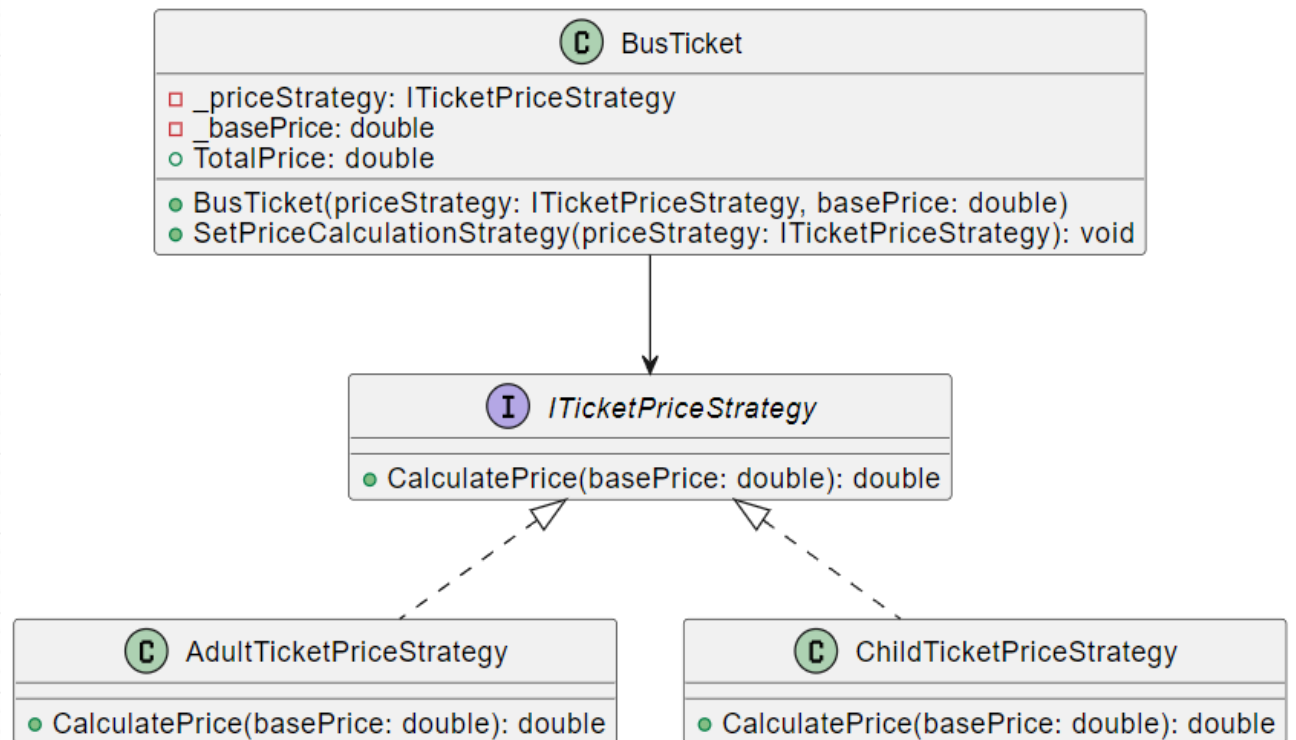 C BusTicket
_priceStrategy: ITicketPriceStrategy
_basePrice: double
TotalPrice: double
BusTicket(priceStrategy: ITicketPriceStrategy, basePrice: double)
SetPriceCalculationStrategy(priceStrategy: ITicketPriceStrategy): void
I ITicketPriceStrategy
CalculatePrice(basePrice: double): double
C AdultTicketPriceStrategy
CalculatePrice(basePrice: double): double
C ChildTicketPriceStrategy
CalculatePrice(basePrice: double): double